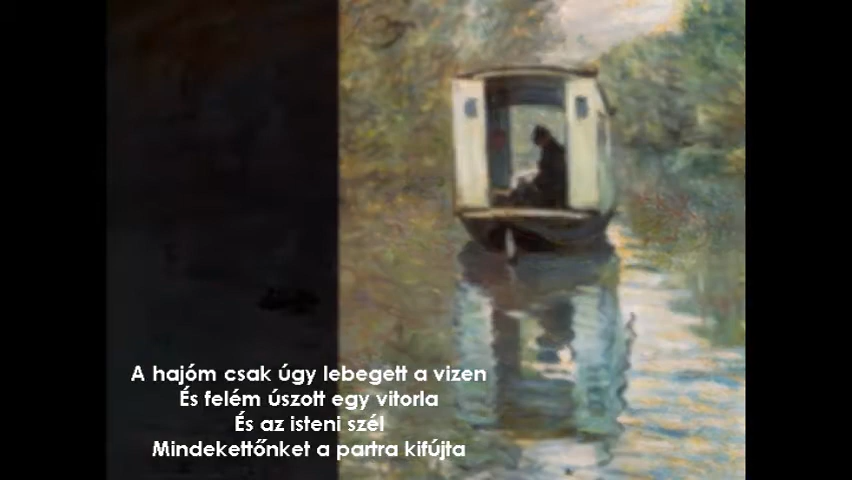 A hajóm csak úgy lebegett a vizen
És felém úszott egy vitorla
És az isteni szél
Mindekettőnket a partra kifújta